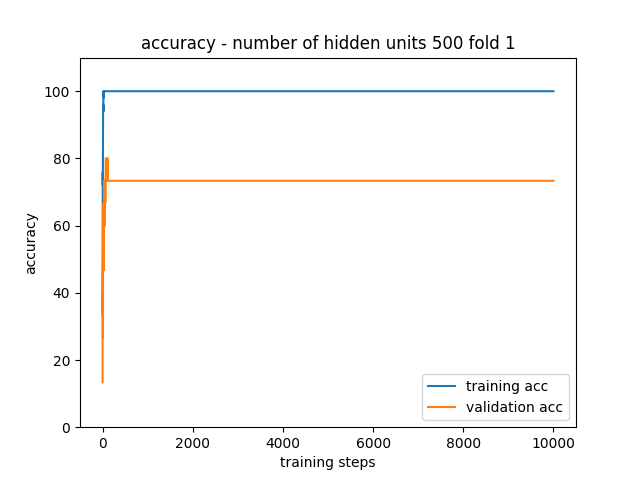 accuracy - number of hidden units 500 fold 1
100
80
60
40
20
0
accuracy
0 2000 4000 6000 8000 10000
training steps
training acc
validation acc